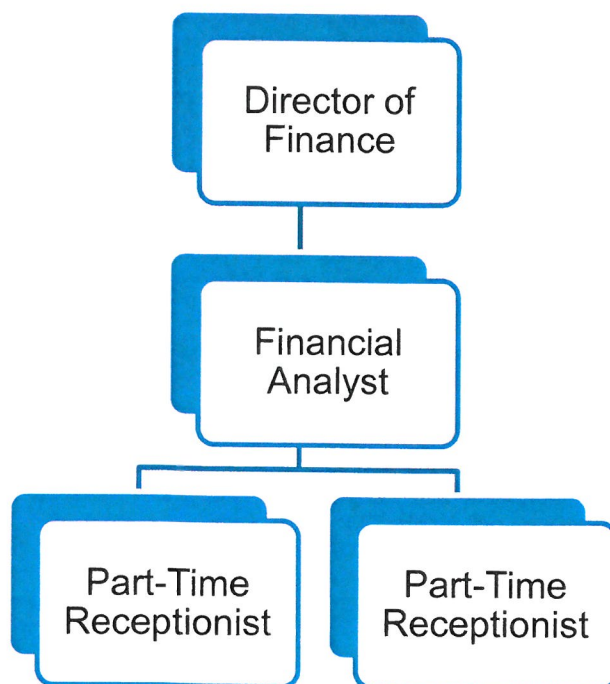 Director of
Finance
Financial
Analyst
Part-Time
Receptionist
Part-Time
Receptionist